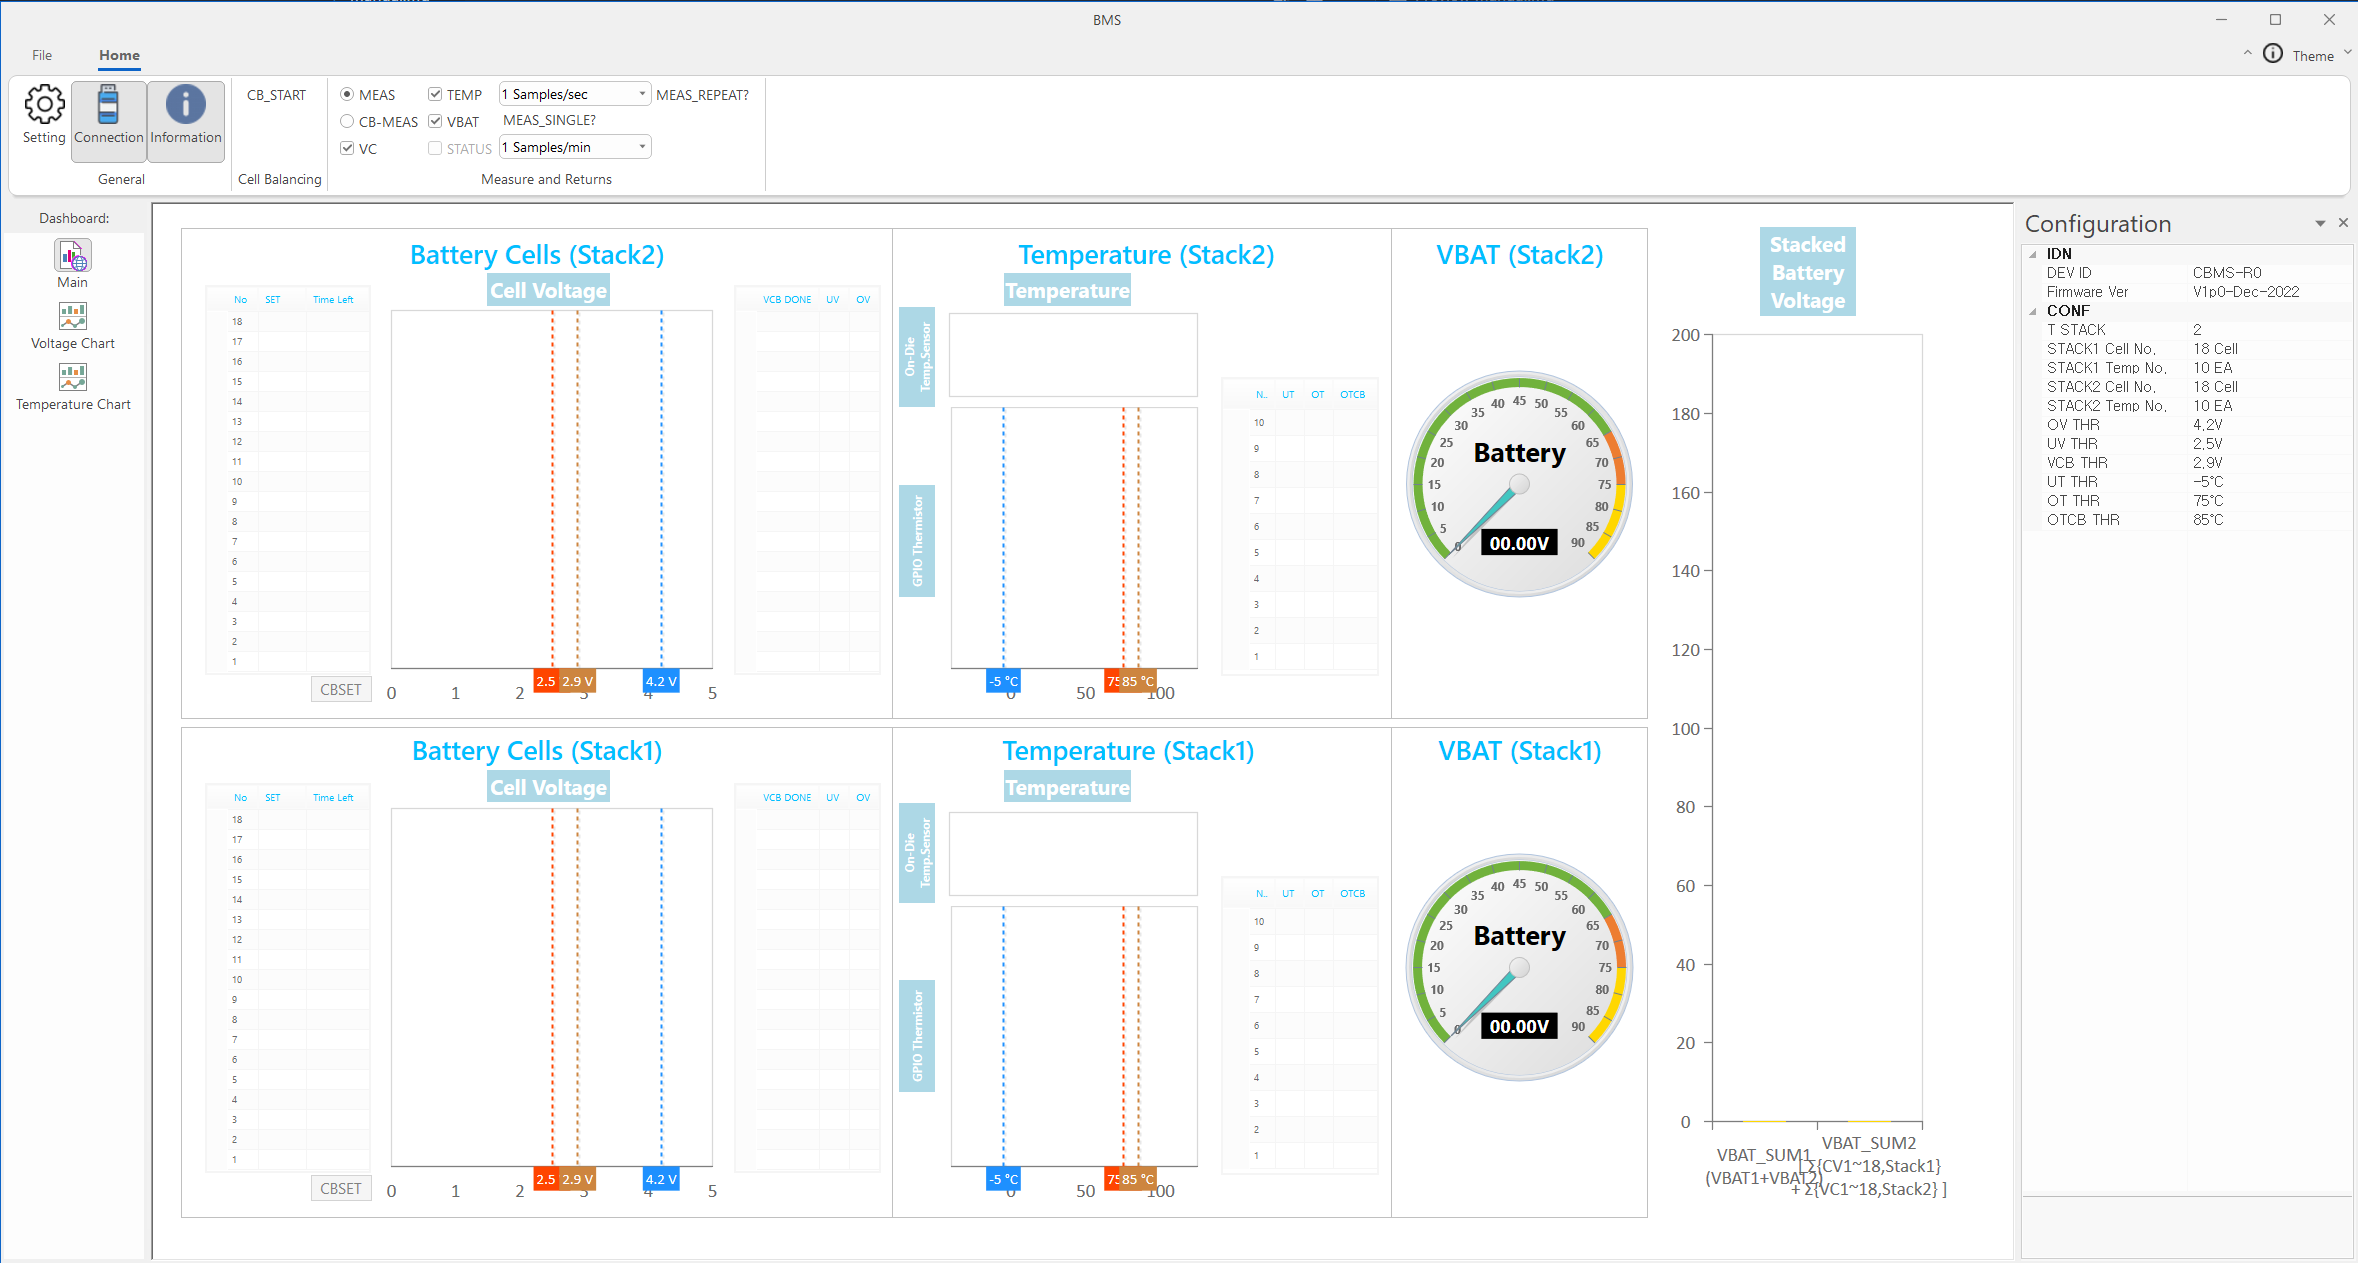 BMS
File
Home
Theme
Setting
Connection
Information
General
CB_START
Cell Balancing
MEAS
TEMP
1 Samples/sec
MEAS_REPEAT?
CB-MEAS
VBAT
MEAS_SINGLE?
VC
STATUS
1 Samples/min
Measure and Returns
Dashboard:
Main
Voltage Chart
Temperature Chart
Battery Cells (Stack2)
Cell Voltage
No SET Time Left
18
17
16
15
14
13
12
11
10
9
8
7
6
5
4
3
2
1
CBSET
2.5
2.9 V
4.2 V
0 1 2 3 4 5
VCB DONE UV OV
Temperature (Stack2)
Temperature
On-Die
Temp.Sensor
GPIO Thermistor
-5 °C
75
85 °C
0 50 100
N.. UT OT OTCB
10
9
8
7
6
5
4
3
2
1
VBAT (Stack2)
0 5 10 15 20 25 30 35 40 45 50 55 60 65 70 75 80 85 90
Battery
00.00V
Battery Cells (Stack1)
Cell Voltage
No SET Time Left
18
17
16
15
14
13
12
11
10
9
8
7
6
5
4
3
2
1
CBSET
2.5
2.9 V
4.2 V
0 1 2 3 4 5
VCB DONE UV OV
Temperature (Stack1)
Temperature
On-Die
Temp.Sensor
GPIO Thermistor
-5 °C
75
85 °C
0 50 100
N.. UT OT OTCB
10
9
8
7
6
5
4
3
2
1
VBAT (Stack1)
0 5 10 15 20 25 30 35 40 45 50 55 60 65 70 75 80 85 90
Battery
00.00V
Stacked
Battery
Voltage
200
180
160
140
120
100
80
60
40
20
0
VBAT_SUM1
(VBAT1+VBAT2)
VBAT_SUM2
[ Σ{CV1~18,Stack1}
+ Σ{VC1~18,Stack2} ]
Configuration
IDN
DEV ID CBMS-R0
Firmware Ver V1p0-Dec-2022
CONF
T STACK 2
STACK1 Cell No. 18 Cell
STACK1 Temp No. 10 EA
STACK2 Cell No. 18 Cell
STACK2 Temp No. 10 EA
OV THR 4.2V
UV THR 2.5V
VCB THR 2.9V
UT THR -5°C
OT THR 75°C
OTCB THR 85°C